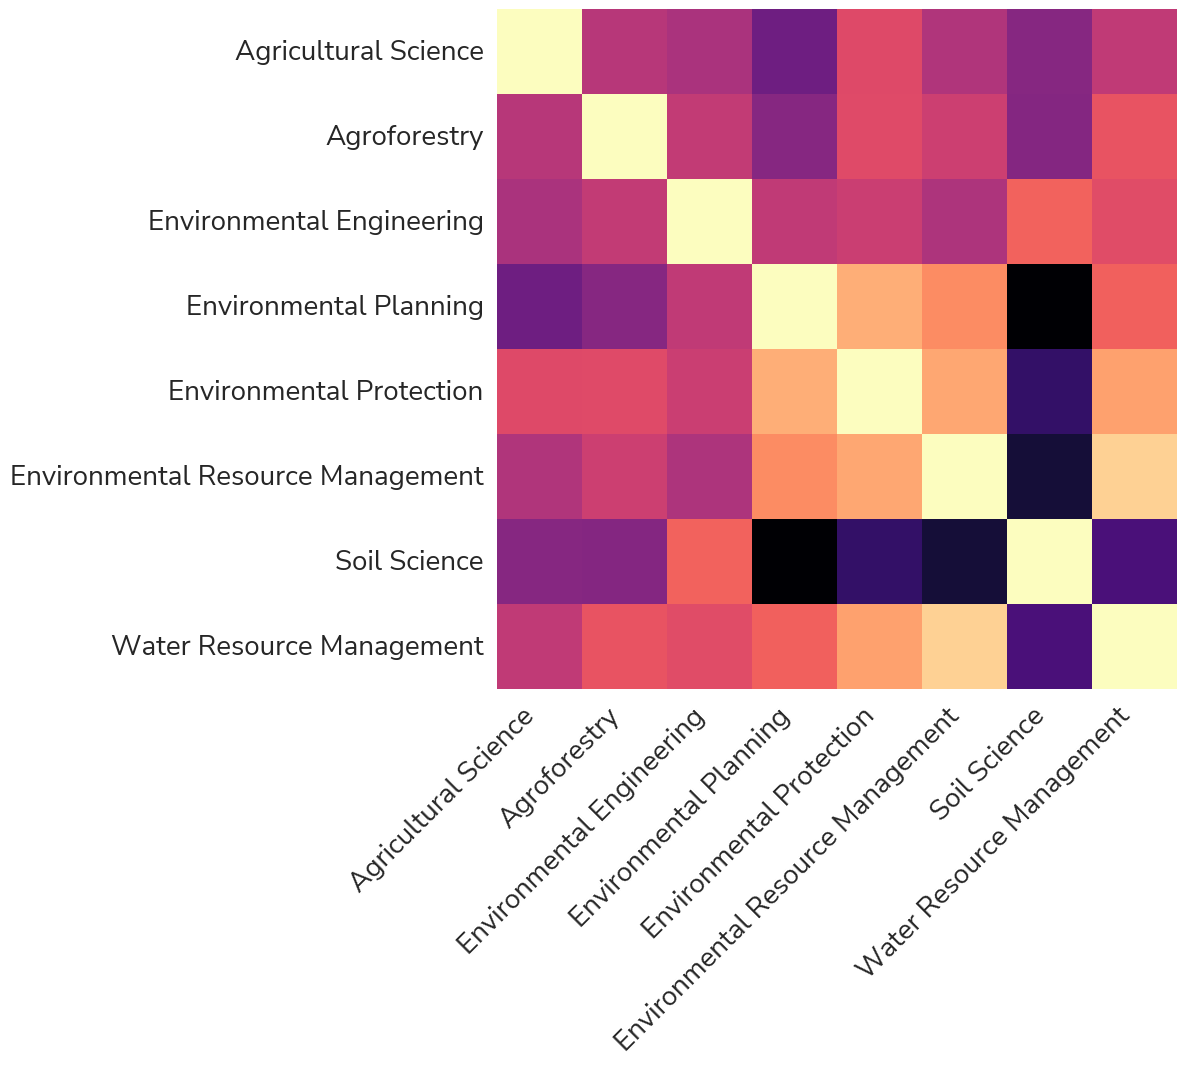 Agricultural Science
Agroforestry
Environmental Engineering
Environmental Planning
Environmental Protection
Environmental Resource Management
Soil Science
Water Resource Management
Agricultural Science
Agroforestry
Environmental Engineering
Environmental Planning
Environmental Protection
Environmental Resource Management
Soil Science
Water Resource Management